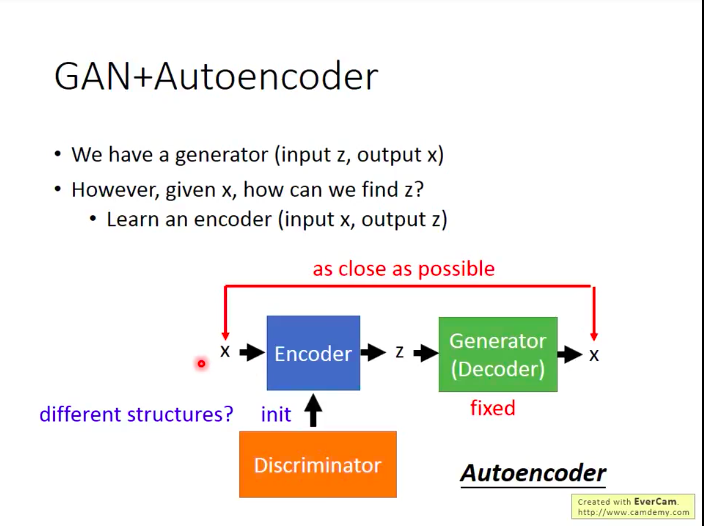 GAN+Autoencoder
• We have a generator (input z, output x)
• However, given x, how can we find z?
• Learn an encoder (input x, output z)
as close as possible
x
Encoder
z
Generator
(Decoder)
x
fixed
different structures?
init
Discriminator
Autoencoder
Created with EverCam.
http://www.camdemy.com